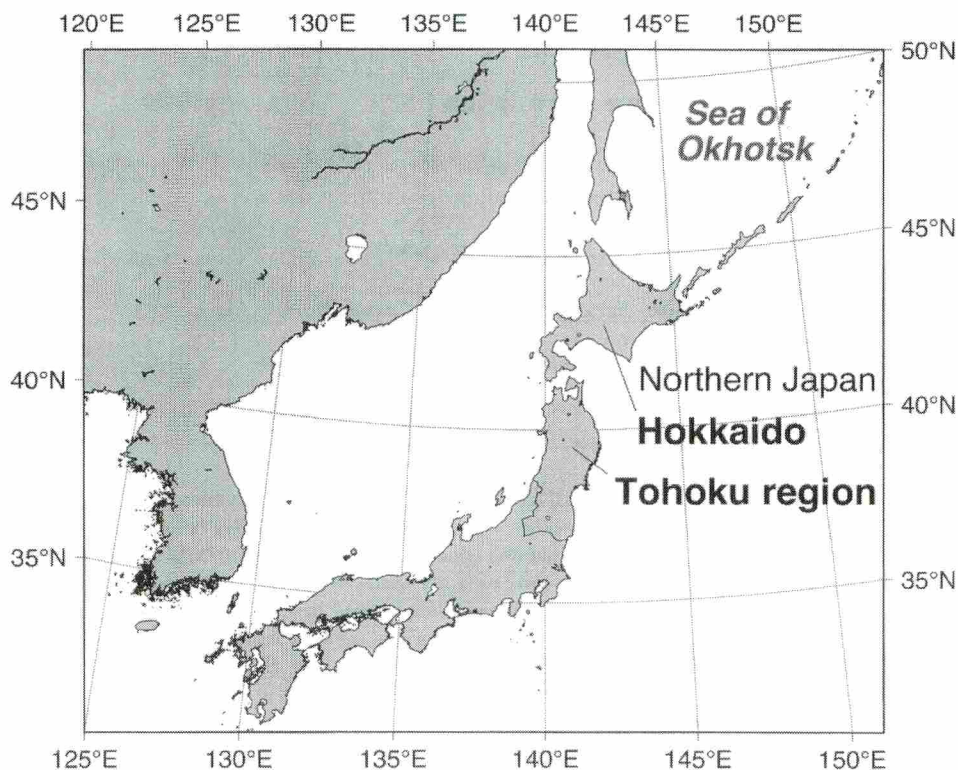 120°E 125°E 130°E 135°E 140°E 145°E 150°E
50°N
Sea of
Okhotsk
45°N
45°N
40°N
Northern Japan
40°N
Hokkaido
Tohoku region
35°N
35°N
125°E 130°E 135°E 140°E 145°E 150°E